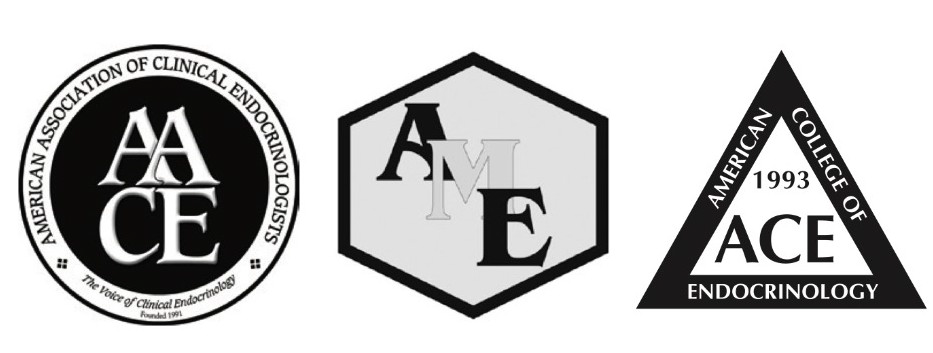 AMERICAN ASSOCIATION OF CLINICAL ENDOCRINOLOGISTS
AA
CE
The Voice of Clinical Endocrinology
Founded 1991
A
M
E
AMERICAN
COLLEGE OF
1993
ACE
ENDOCRINOLOGY